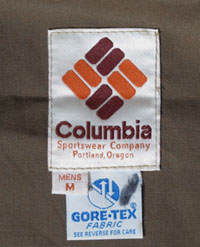 Columbia
Sportswear Company
Portland, Oregon
MENS
M
GORE-TEX
FABRIC
SEE REVERSE FOR CARE